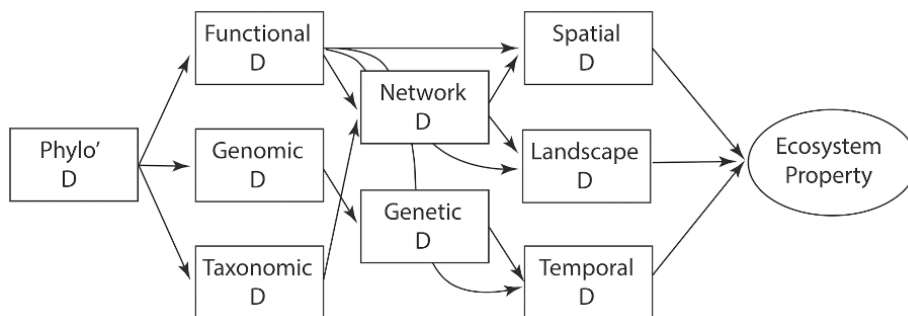 Functional
D
Spatial
D
Network
D
Phylo'
D
Genomic
D
Landscape
D
Ecosystem
Property
Genetic
D
Taxonomic
D
Temporal
D